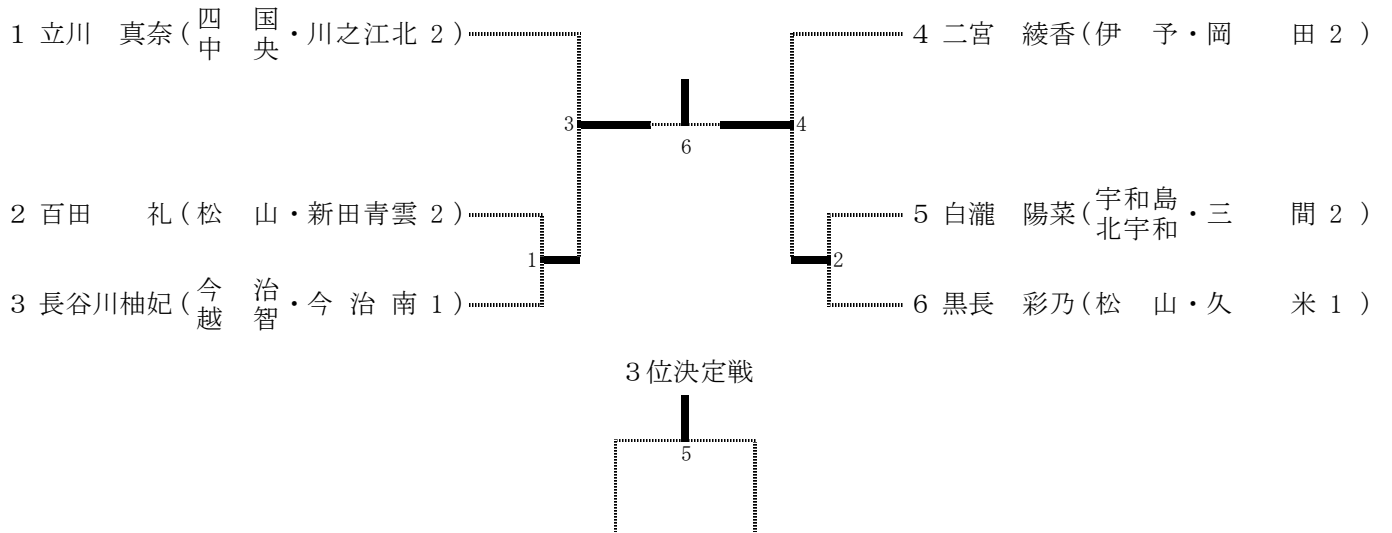 1 立川 真奈(四国中央・川之江北 2)
4 二宮 綾香(伊 予・岡 田 2 )
3
4
6
2 百田 礼(松 山・新田青雲 2)
5 白瀧 陽菜(宇和島北宇和・三 間 2 )
1
2
3 長谷川柚妃(今治越智・今 治 南 1)
6 黒長 彩乃(松 山・久 米 1 )
3位決定戦
5